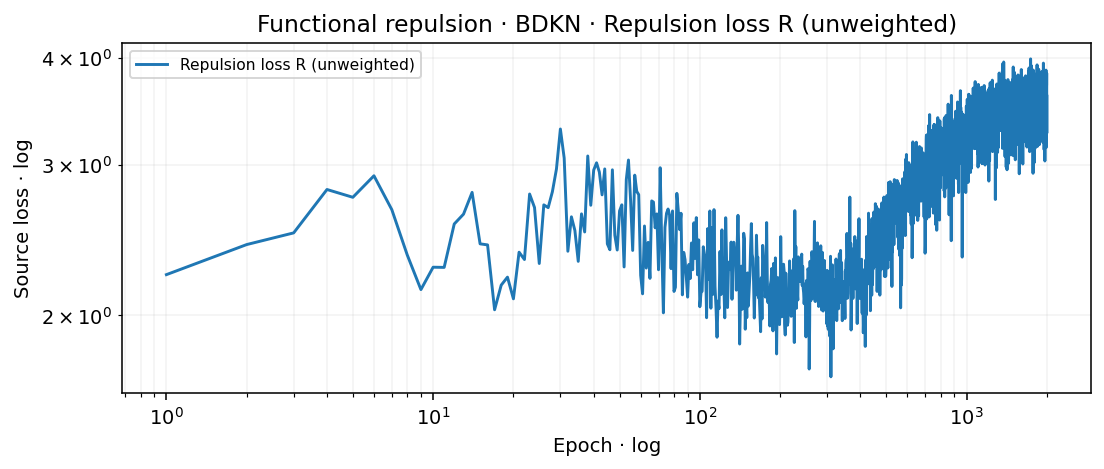 Functional repulsion · BDKN · Repulsion loss R (unweighted)
Repulsion loss R (unweighted)
Source loss · log
4 × 10⁰
3 × 10⁰
2 × 10⁰
10⁰ 10¹ 10² 10³
Epoch · log